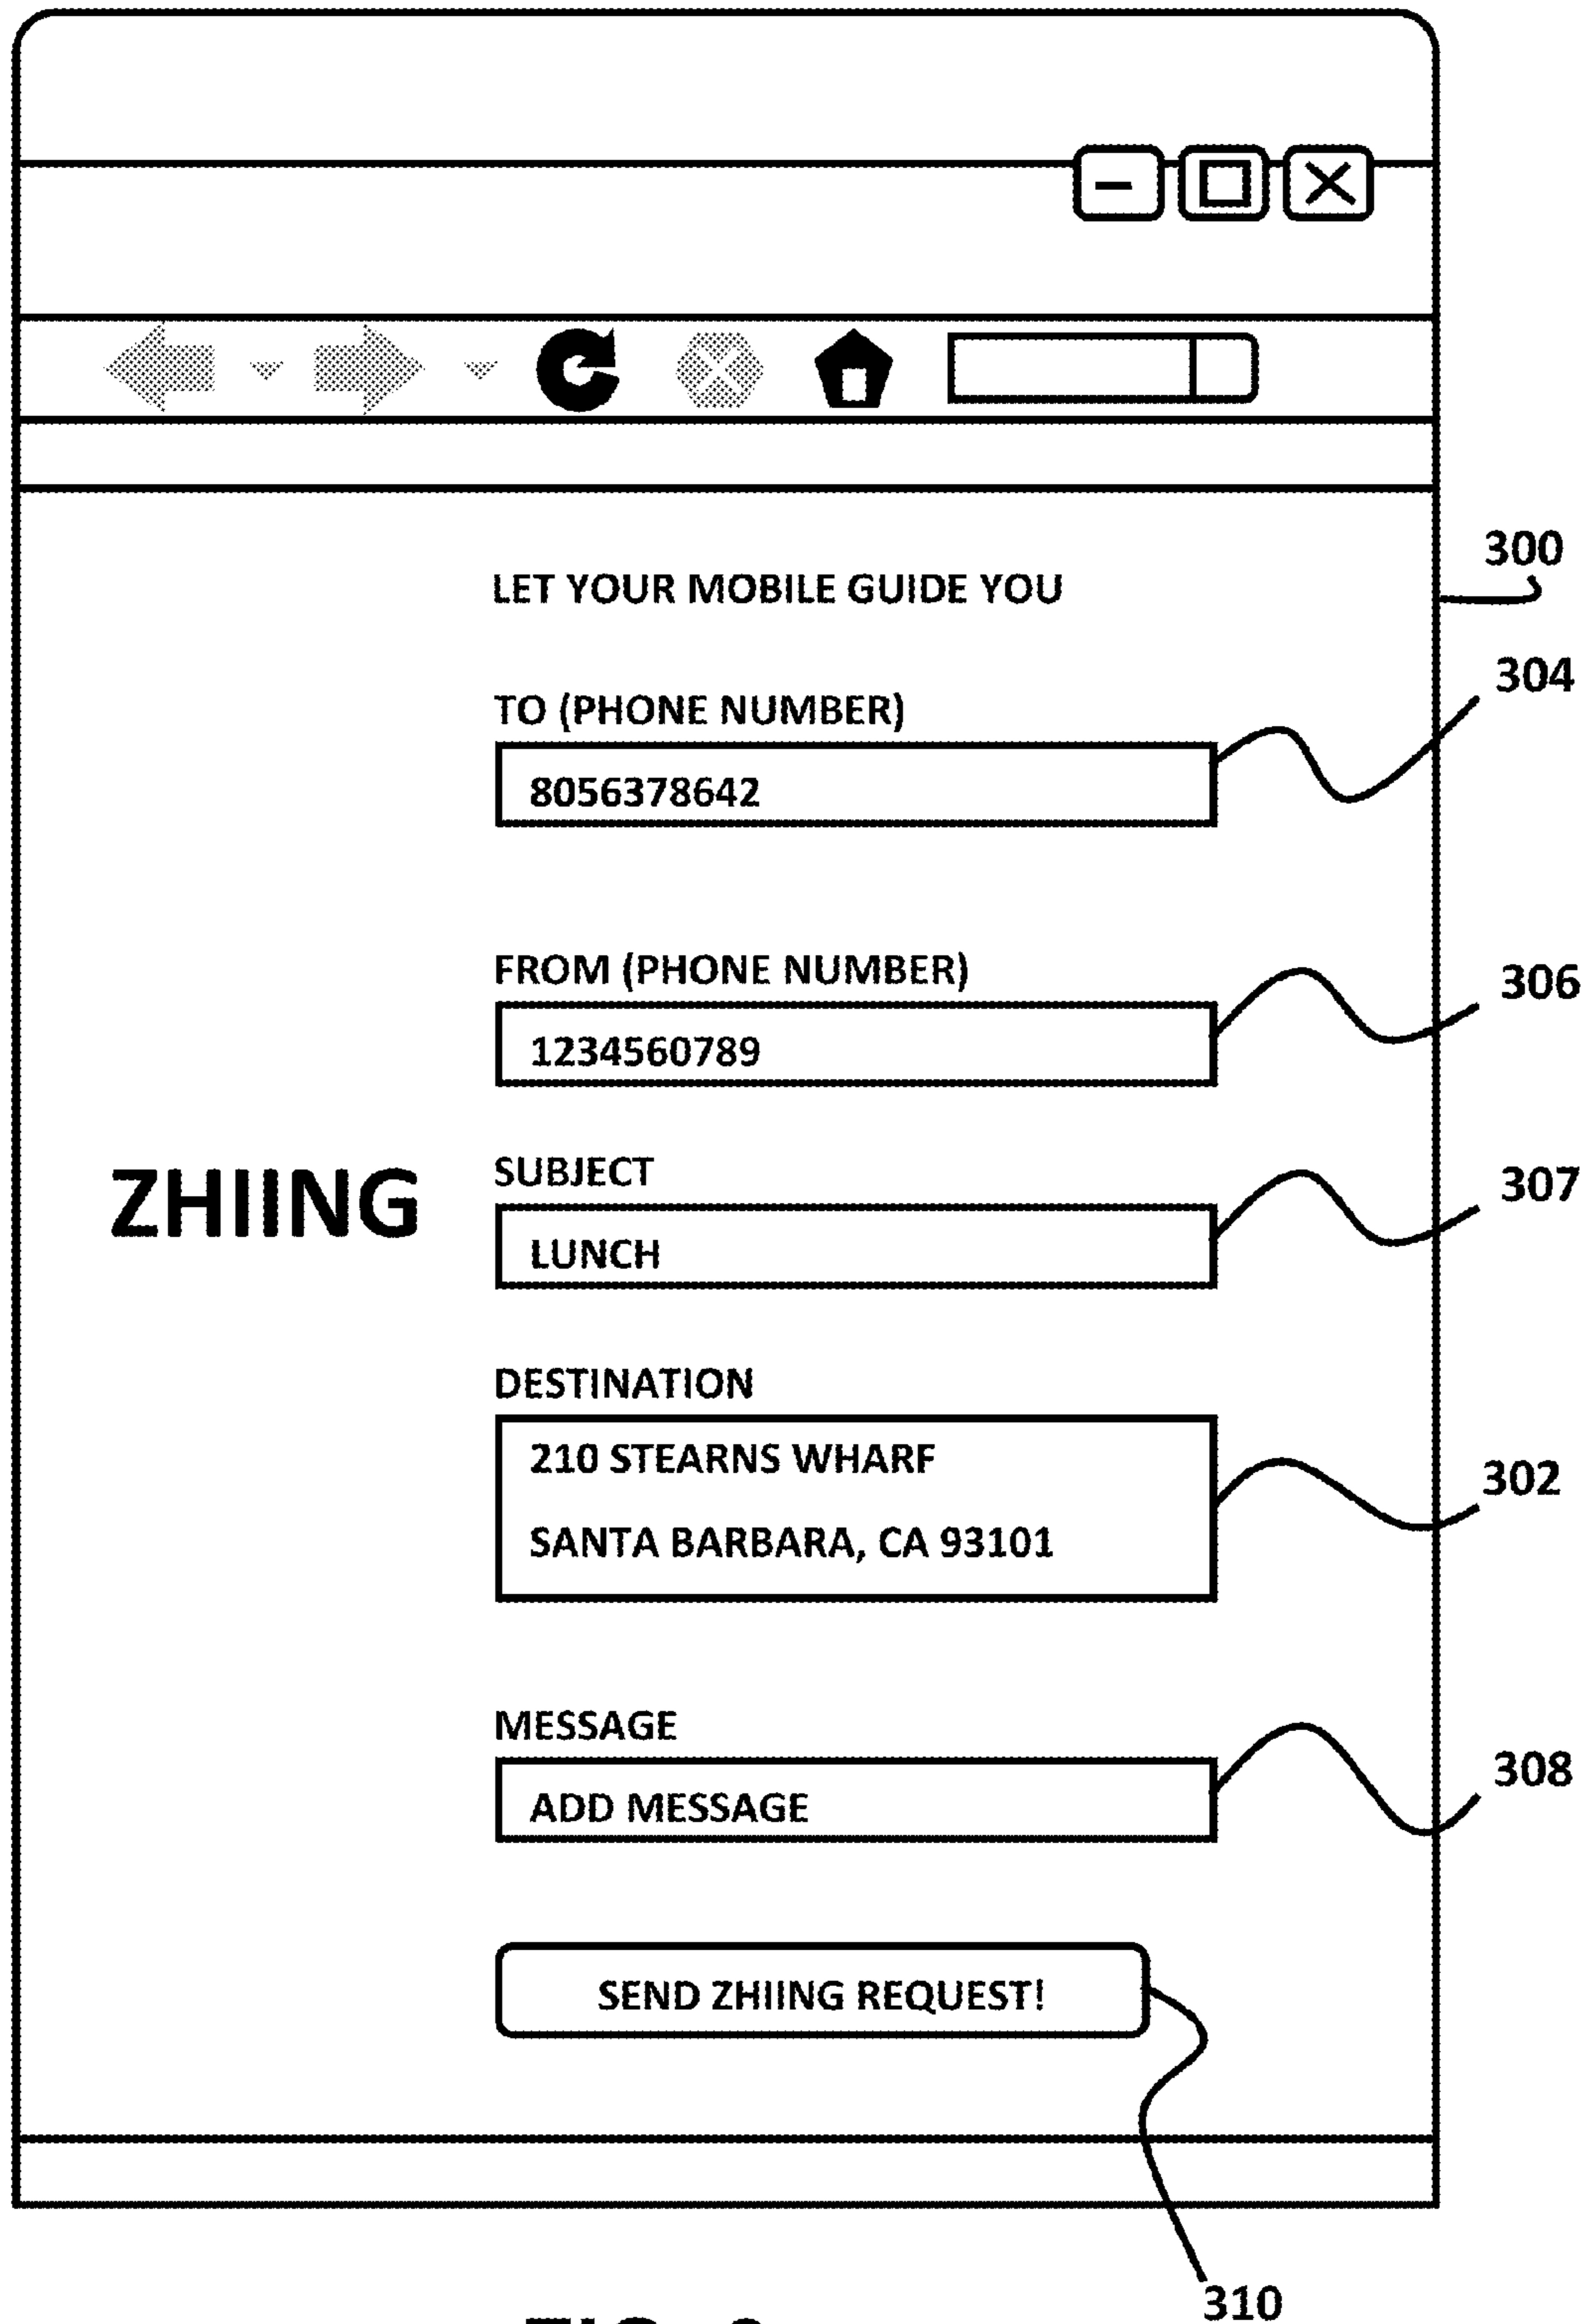 LET YOUR MOBILE GUIDE YOU
300
TO (PHONE NUMBER)
304
8056378642
FROM (PHONE NUMBER)
306
1234560789
ZHIING
SUBJECT
307
LUNCH
DESTINATION
210 STEARNS WHARF
302
SANTA BARBARA, CA 93101
MESSAGE
308
ADD MESSAGE
SEND ZHIING REQUEST!
310